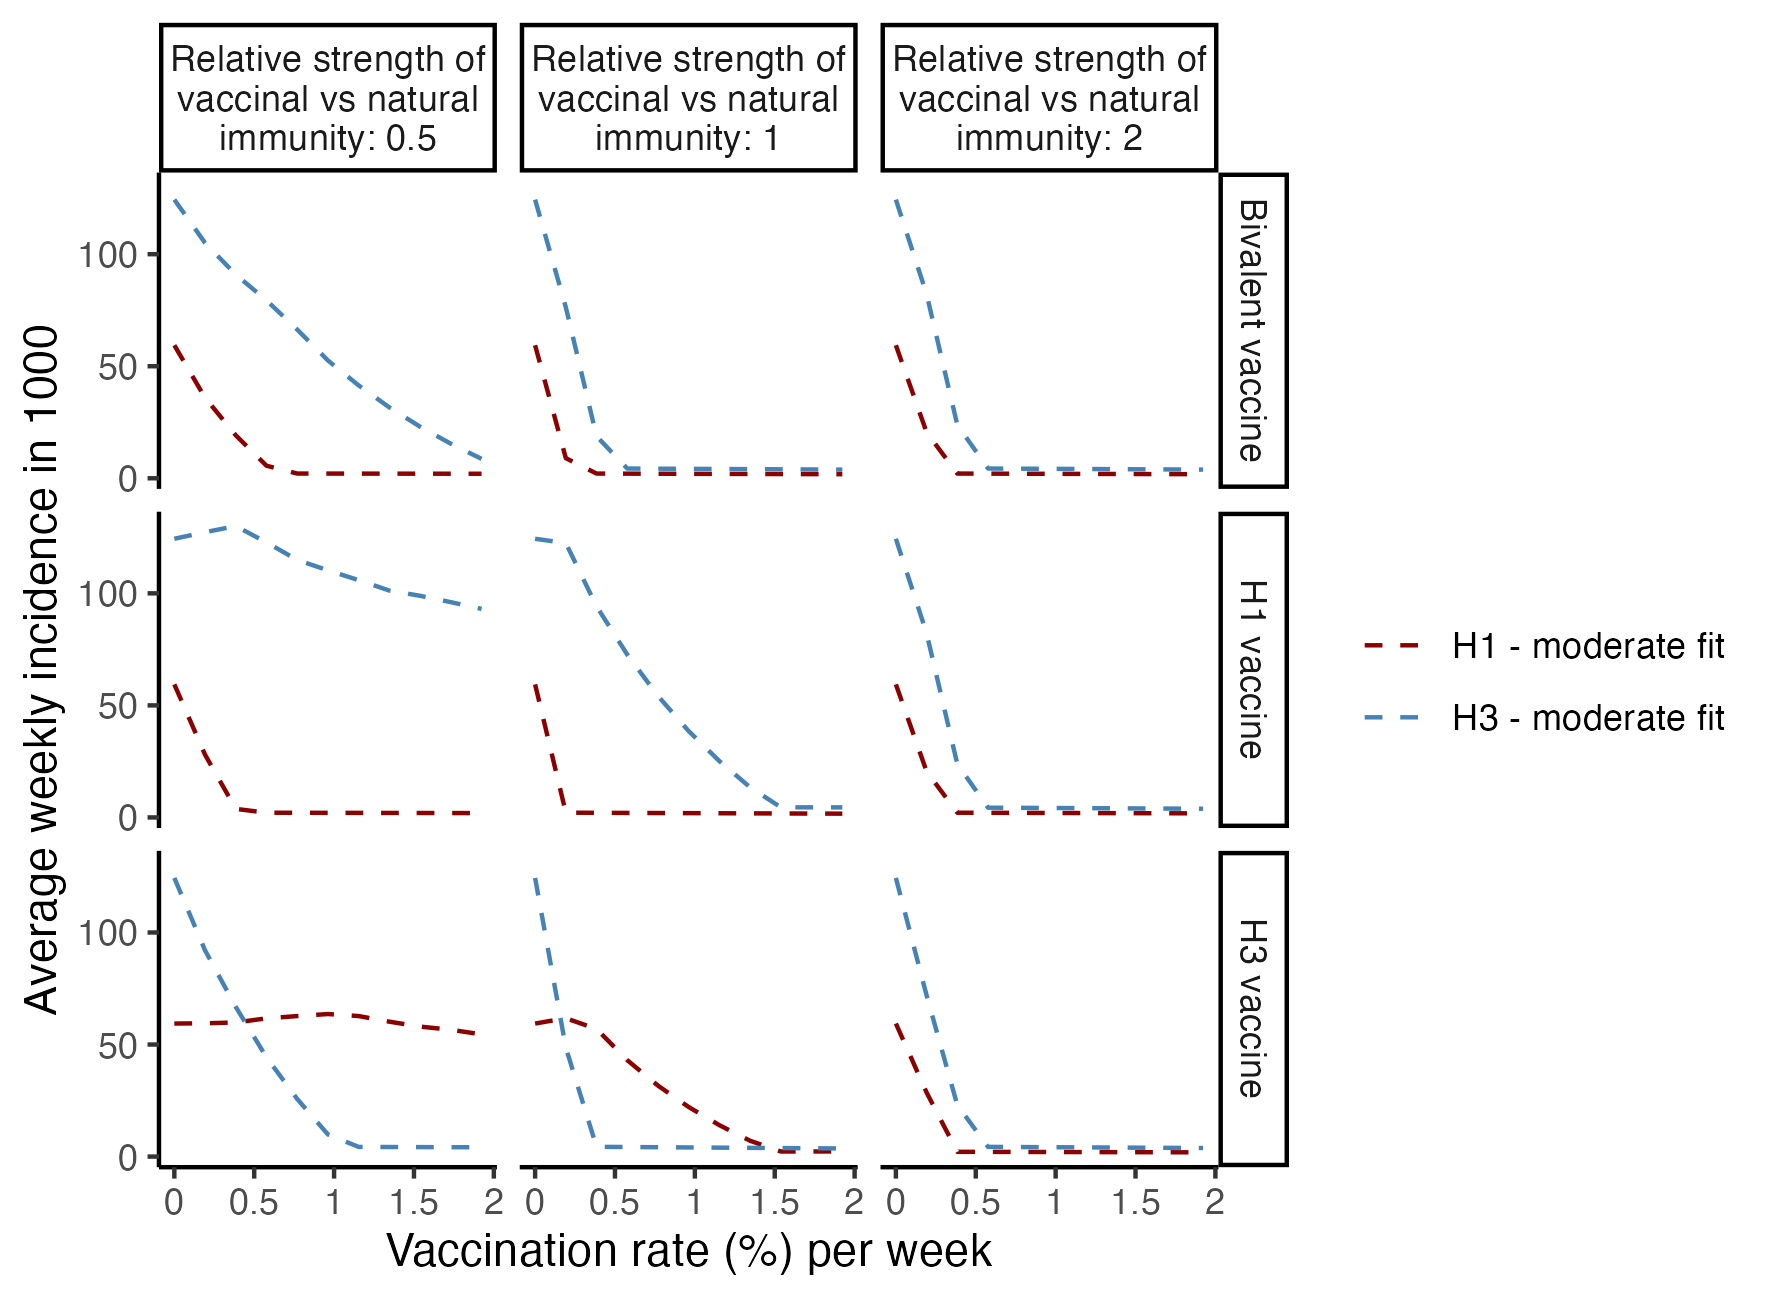 Relative strength of
vaccinal vs natural
immunity: 0.5
Relative strength of
vaccinal vs natural
immunity: 1
Relative strength of
vaccinal vs natural
immunity: 2
Average weekly incidence in 1000
100
50
0
Bivalent vaccine
100
50
0
H1 vaccine
100
50
0
H3 vaccine
0 0.5 1 1.5 2
0 0.5 1 1.5 2
0 0.5 1 1.5 2
Vaccination rate (%) per week
H1 - moderate fit
H3 - moderate fit